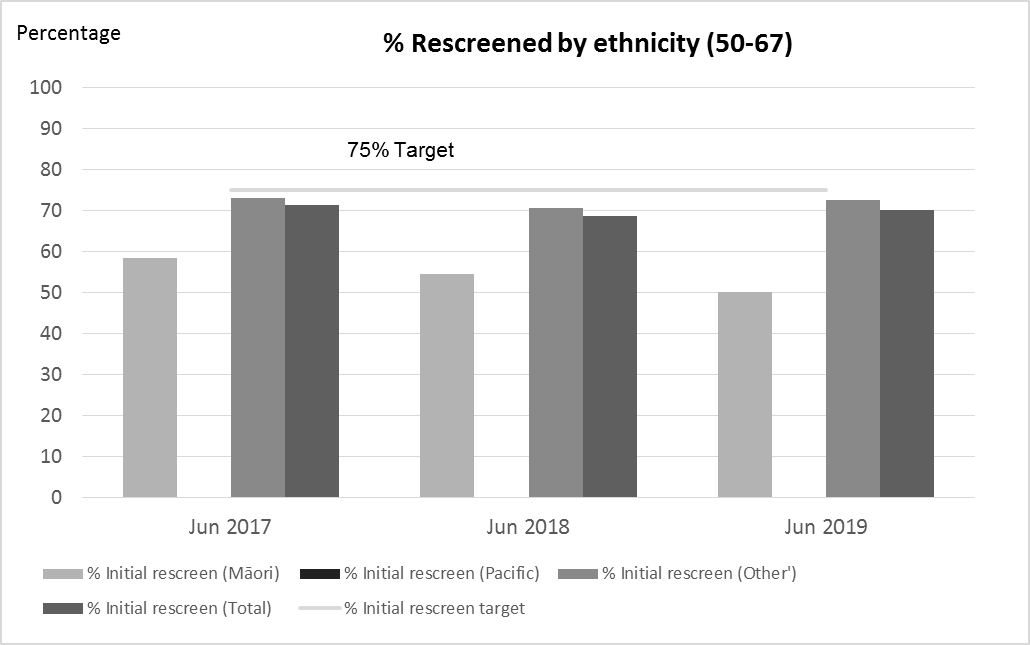 Percentage
% Rescreened by ethnicity (50-67)
100
90
80
75% Target
70
60
50
40
30
20
10
0
Jun 2017 Jun 2018 Jun 2019
% Initial rescreen (Māori) % Initial rescreen (Pacific) % Initial rescreen (Other')
% Initial rescreen (Total) % Initial rescreen target